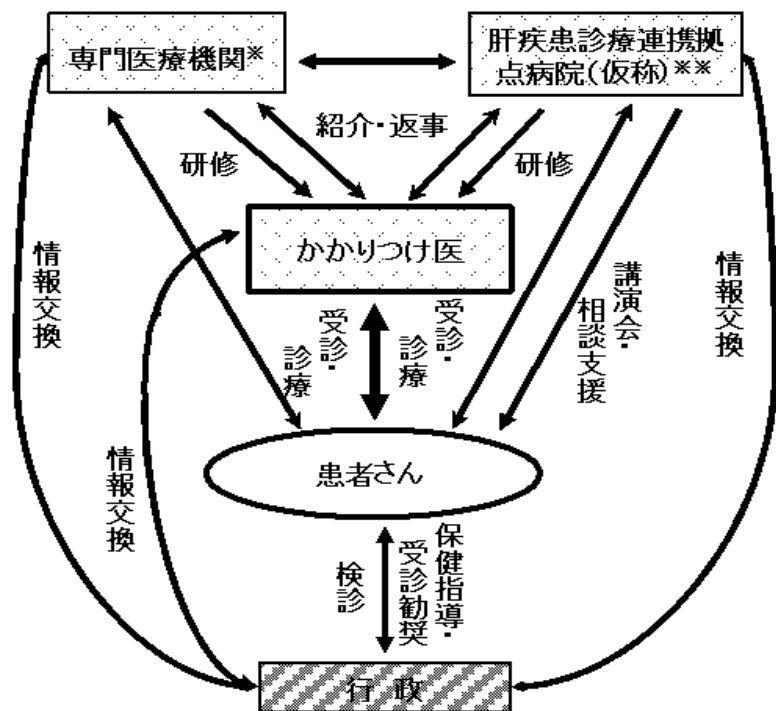 専門医療機関※
肝疾患診療連携拠
点病院(仮称)※※
紹介・返事
研修
研修
かかりつけ医
情報交換
情報交換
講演会・
相談支援
受診・
診療
受診・
診療
患者さん
情報交換
検診
保健指導・
受診勧奨
行政